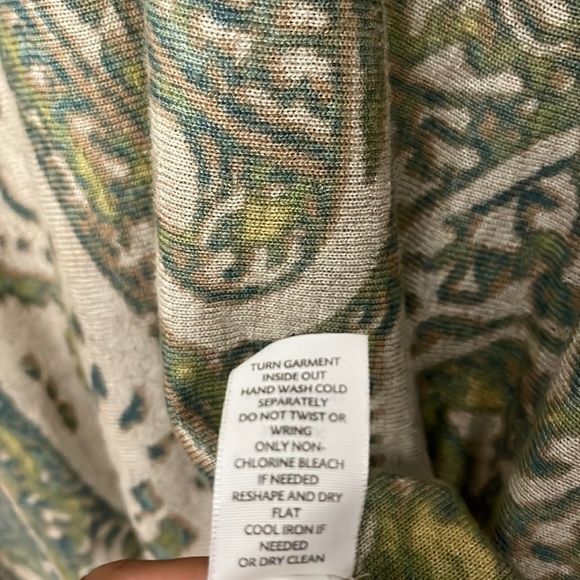 TURN GARMENT
INSIDE OUT
HAND WASH COLD
SEPARATELY
DO NOT TWIST OR
WRING
ONLY NON-
CHLORINE BLEACH
IF NEEDED
RESHAPE AND DRY
FLAT
COOL IRON IF
NEEDED
OR DRY CLEAN